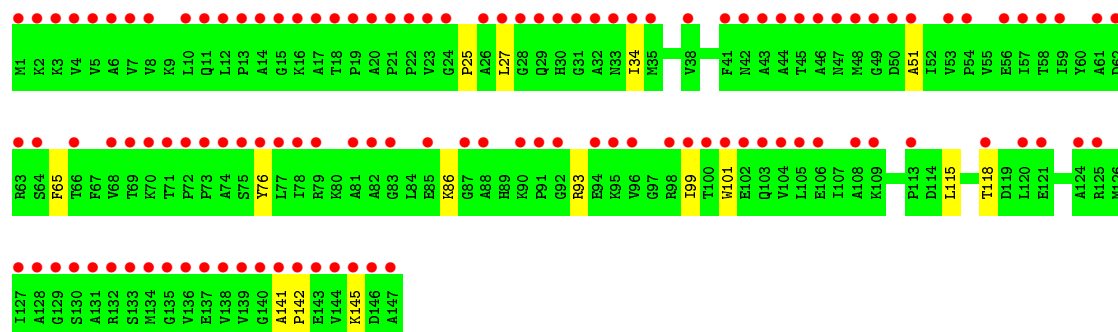 M1 K2 K3 V4 V5 A6 V7 V8 K9 L10 Q11 L12 P13 A14 G15 K16 A17 T18 P19 A20 P21 P22 V23 G24 P25 A26 L27 G28 Q29 H30 G31 A32 N33 I34 M35 V38 F41 N42 A43 A44 T45 A46 N47 M48 G49 D50 A51 I52 V53 P54 V55 E56 I57 T58 I59 Y60 A61 D62
R63 S64 F65 T66 F67 V68 T69 K70 T71 P72 P73 A74 S75 Y76 L77 I78 R79 K80 A81 A82 G83 L84 E85 K86 G87 A88 H89 K90 P91 G92 R93 E94 K95 V96 G97 R98 I99 T100 W101 E102 Q103 V104 L105 E106 I107 A108 K109 P113 D114 L115 T118 D119 L120 E121 A124 R125 M126
I127 A128 G129 S130 A131 R132 S133 M134 G135 V136 E137 V138 V139 G140 A141 P142 E143 V144 K145 D146 A147